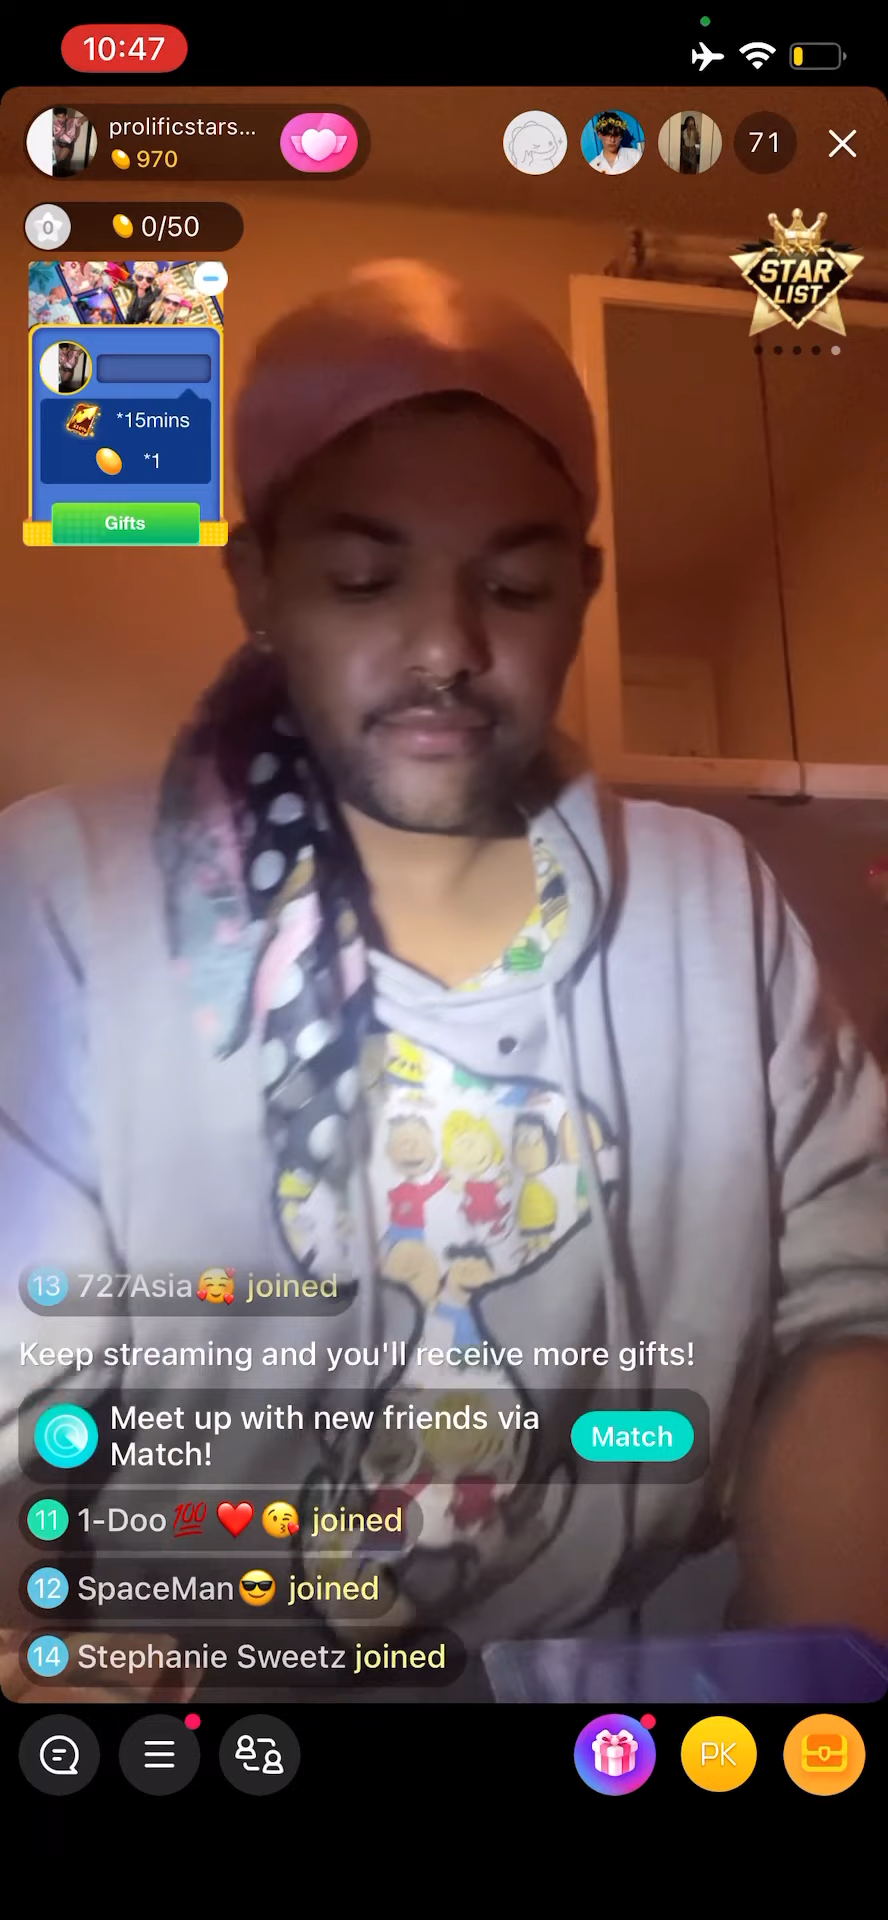 10:47
prolificstars...
970
71
0
0/50
STAR
LIST
*15mins
*1
Gifts
13 727Asia🥰 joined
Keep streaming and you'll receive more gifts!
Meet up with new friends via
Match!
Match
11 1-Doo💯❤️😘 joined
12 SpaceMan😎 joined
14 Stephanie Sweetz joined
PK